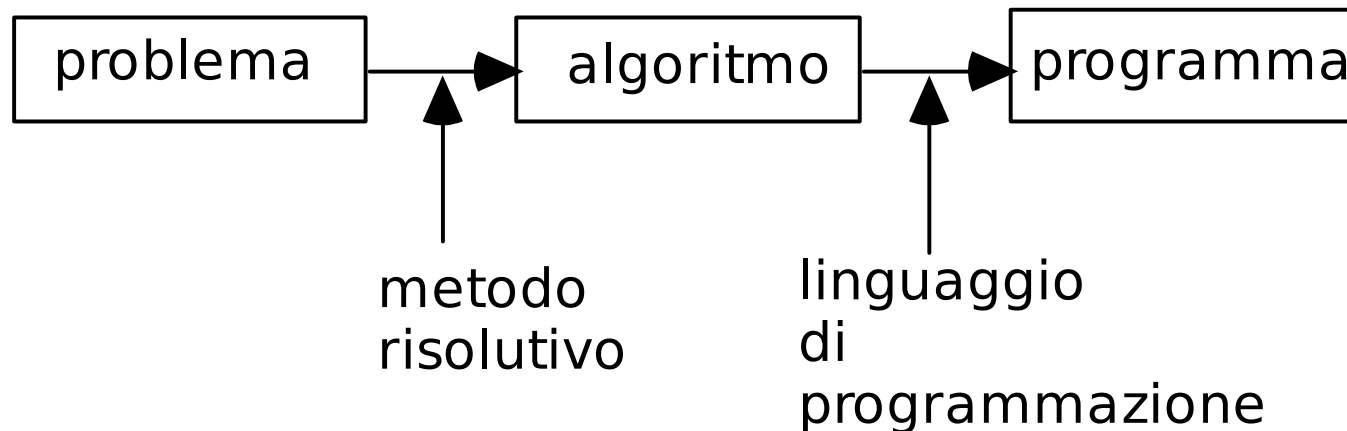 problema
algoritmo
programma
metodo
risolutivo
linguaggio
di
programmazione